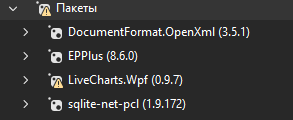 Пакеты
DocumentFormat.OpenXml (3.5.1)
EPPlus (8.6.0)
LiveCharts.Wpf (0.9.7)
sqlite-net-pcl (1.9.172)